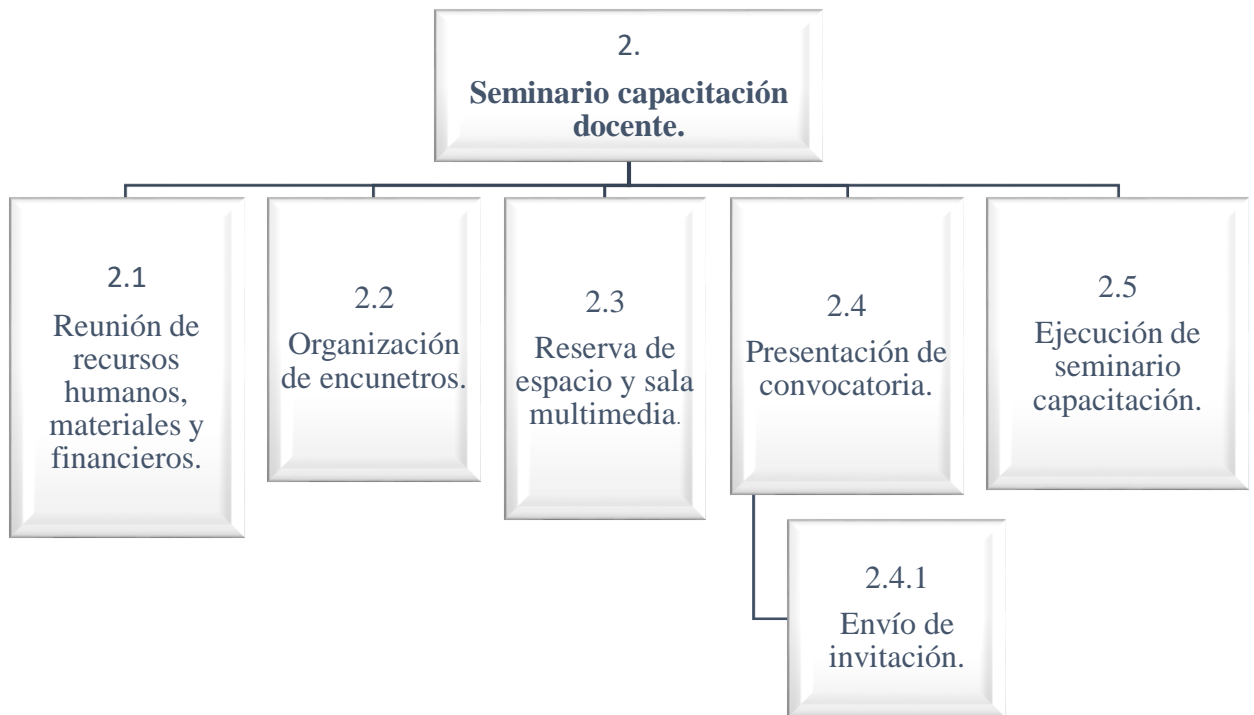 2.
Seminario capacitación
docente.
2.1
Reunión de
recursos
humanos,
materiales y
financieros.
2.2
Organización
de encunetros.
2.3
Reserva de
espacio y sala
multimedia.
2.4
Presentación de
convocatoria.
2.5
Ejecución de
seminario
capacitación.
2.4.1
Envío de
invitación.